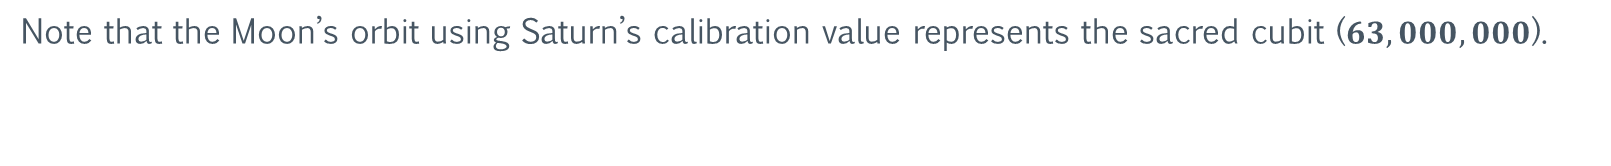 Note that the Moon’s orbit using Saturn’s calibration value represents the sacred cubit (63,000,000).